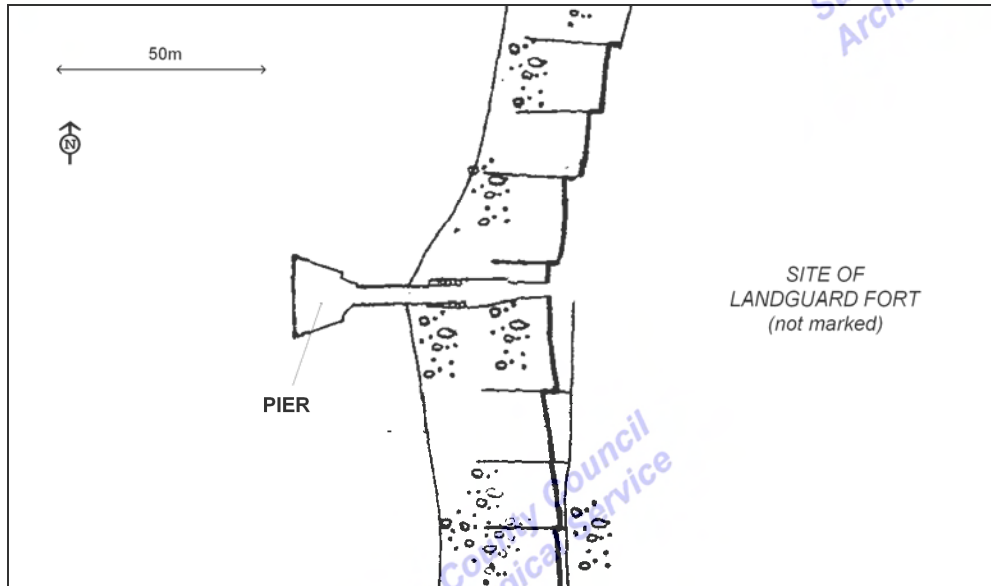 50m
N
SITE OF
LANDGUARD FORT
(not marked)
PIER
County Council
Service